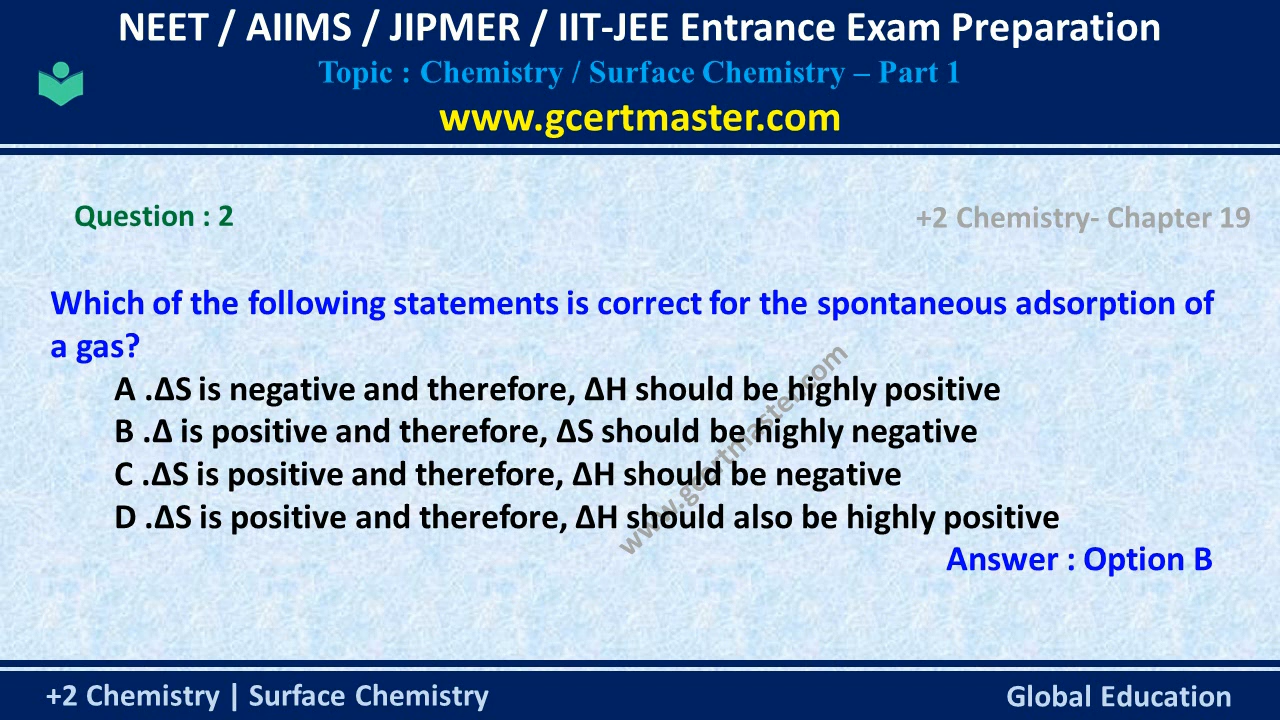 NEET / AIIMS / JIPMER / IIT-JEE Entrance Exam Preparation
Topic : Chemistry / Surface Chemistry – Part 1
www.gcertmaster.com
Question : 2
+2 Chemistry- Chapter 19
Which of the following statements is correct for the spontaneous adsorption of
a gas?
A .ΔS is negative and therefore, ΔH should be highly positive
B .Δ is positive and therefore, ΔS should be highly negative
C .ΔS is positive and therefore, ΔH should be negative
D .ΔS is positive and therefore, ΔH should also be highly positive
www.gcertmaster.com
Answer : Option B
+2 Chemistry | Surface Chemistry
Global Education